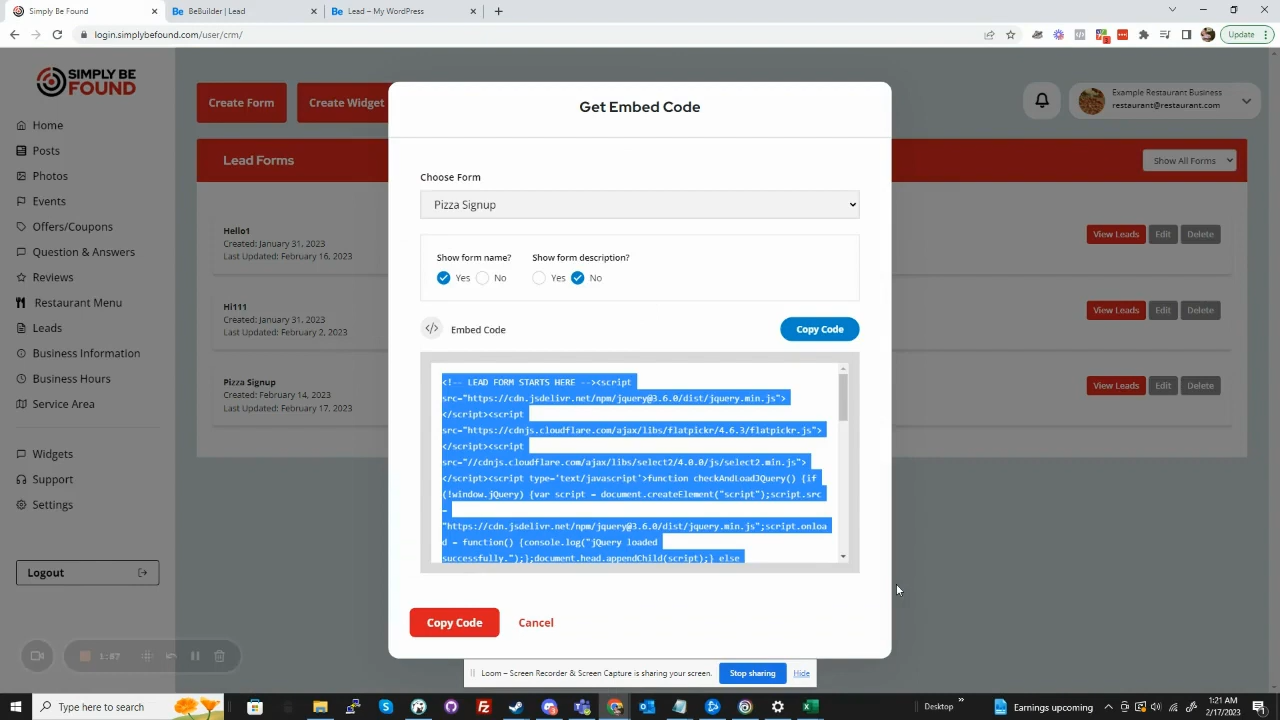 Simply Be Found
BeBuilder | Lead
Lead – My WordPress
login.simplybefound.com/user/crm/
Update
SIMPLY BE
FOUND
Home
Posts
Photos
Events
Offers/Coupons
Question & Answers
Reviews
Restaurant Menu
Leads
Business Information
Business Hours
Service Area
Widgets
Support
Settings
Logout
1:07
Create Form
Create Widget
Example Restaurant Business
restaurant@restaurant.com
Lead Forms
Show All Forms
Hello1
Created: January 31, 2023
Last Updated: February 16, 2023
View Leads Edit Delete
Hi111
Created: January 31, 2023
Last Updated: February 2, 2023
View Leads Edit Delete
Pizza Signup
Created: February 14, 2023
Last Updated: February 17, 2023
View Leads Edit Delete
Get Embed Code
Choose Form
Pizza Signup
Show form name? Show form description?
Yes No Yes No
</> Embed Code
Copy Code
<!-- LEAD FORM STARTS HERE --><script
src="https://cdn.jsdelivr.net/npm/jquery@3.6.0/dist/jquery.min.js">
</script><script
src="https://cdnjs.cloudflare.com/ajax/libs/flatpickr/4.6.3/flatpickr.js">
</script><script
src="//cdnjs.cloudflare.com/ajax/libs/select2/4.0.0/js/select2.min.js">
</script><script type='text/javascript'>function checkAndLoadJQuery() {if
(!window.jQuery) {var script = document.createElement("script");script.src
=
"https://cdn.jsdelivr.net/npm/jquery@3.6.0/dist/jquery.min.js";script.onloa
d = function() {console.log("jQuery loaded
successfully.");};document.head.appendChild(script);} else
Copy Code Cancel
Loom – Screen Recorder & Screen Capture is sharing your screen. Stop sharing Hide
Type here to search
Desktop
Earnings upcoming
1:21 AM
2/17/2023